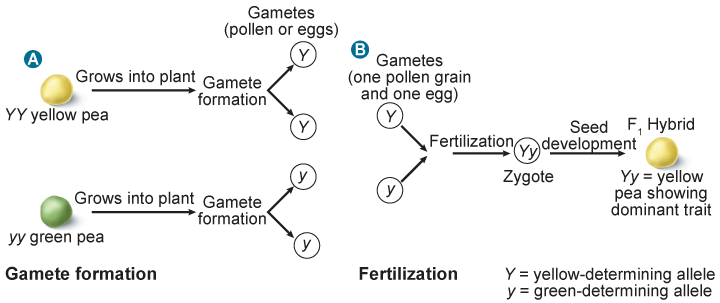 A
Gametes
(pollen or eggs)
Grows into plant
Gamete
formation
Y
Y
YY yellow pea
Grows into plant
Gamete
formation
y
y
yy green pea
Gamete formation
B
Gametes
(one pollen grain
and one egg)
Y
y
Fertilization
Yy
Zygote
Seed
development
F1 Hybrid
Yy = yellow
pea showing
dominant trait
Fertilization
Y = yellow-determining allele
y = green-determining allele